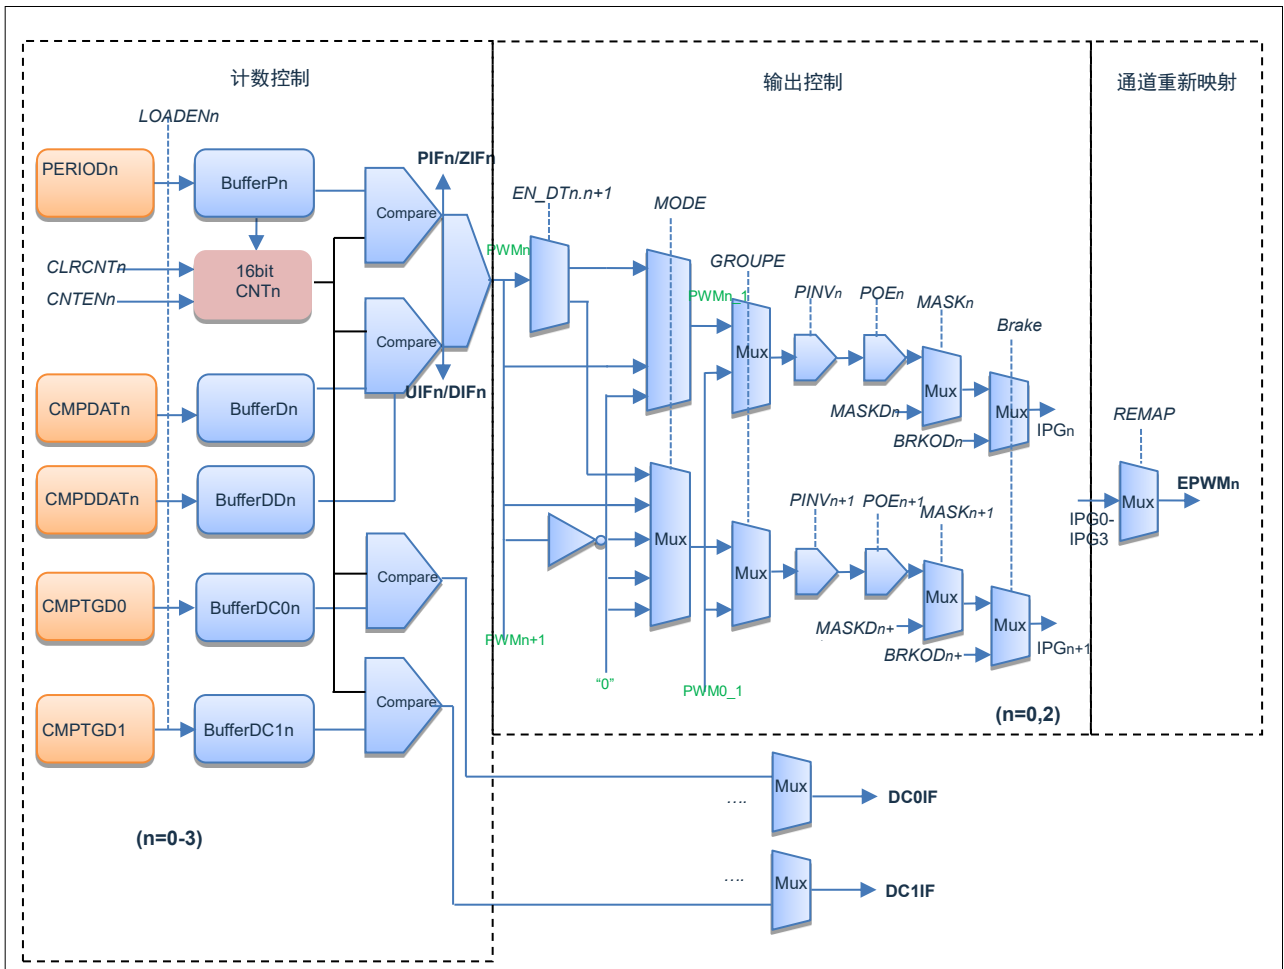 计数控制
输出控制
通道重新映射
LOADENn
PERIODn
BufferPn
PIFn/ZIFn
Compare
EN_DTn.n+1
MODE
PWMn
GROUPE
CLRCNTn
16bit
CNTn
CNTENn
PWMn_1
PINVn
POEn
MASKn
Brake
Compare
Mux
UIFn/DIFn
CMPDATn
BufferDn
Mux
Mux
MASKDn
IPGn
BRKODn
REMAP
CMPDDATn
BufferDDn
PINVn+1
POEn+1
MASKn+1
EPWMn
Mux
IPG0-
IPG3
Mux
CMPTGD0
BufferDC0n
Compare
Mux
Mux
Mux
MASKDn+
PWMn+1
BRKODn+
IPGn+1
"0"
PWM0_1
CMPTGD1
BufferDC1n
Compare
(n=0,2)
Mux
DC0IF
....
(n=0-3)
....
Mux
DC1IF